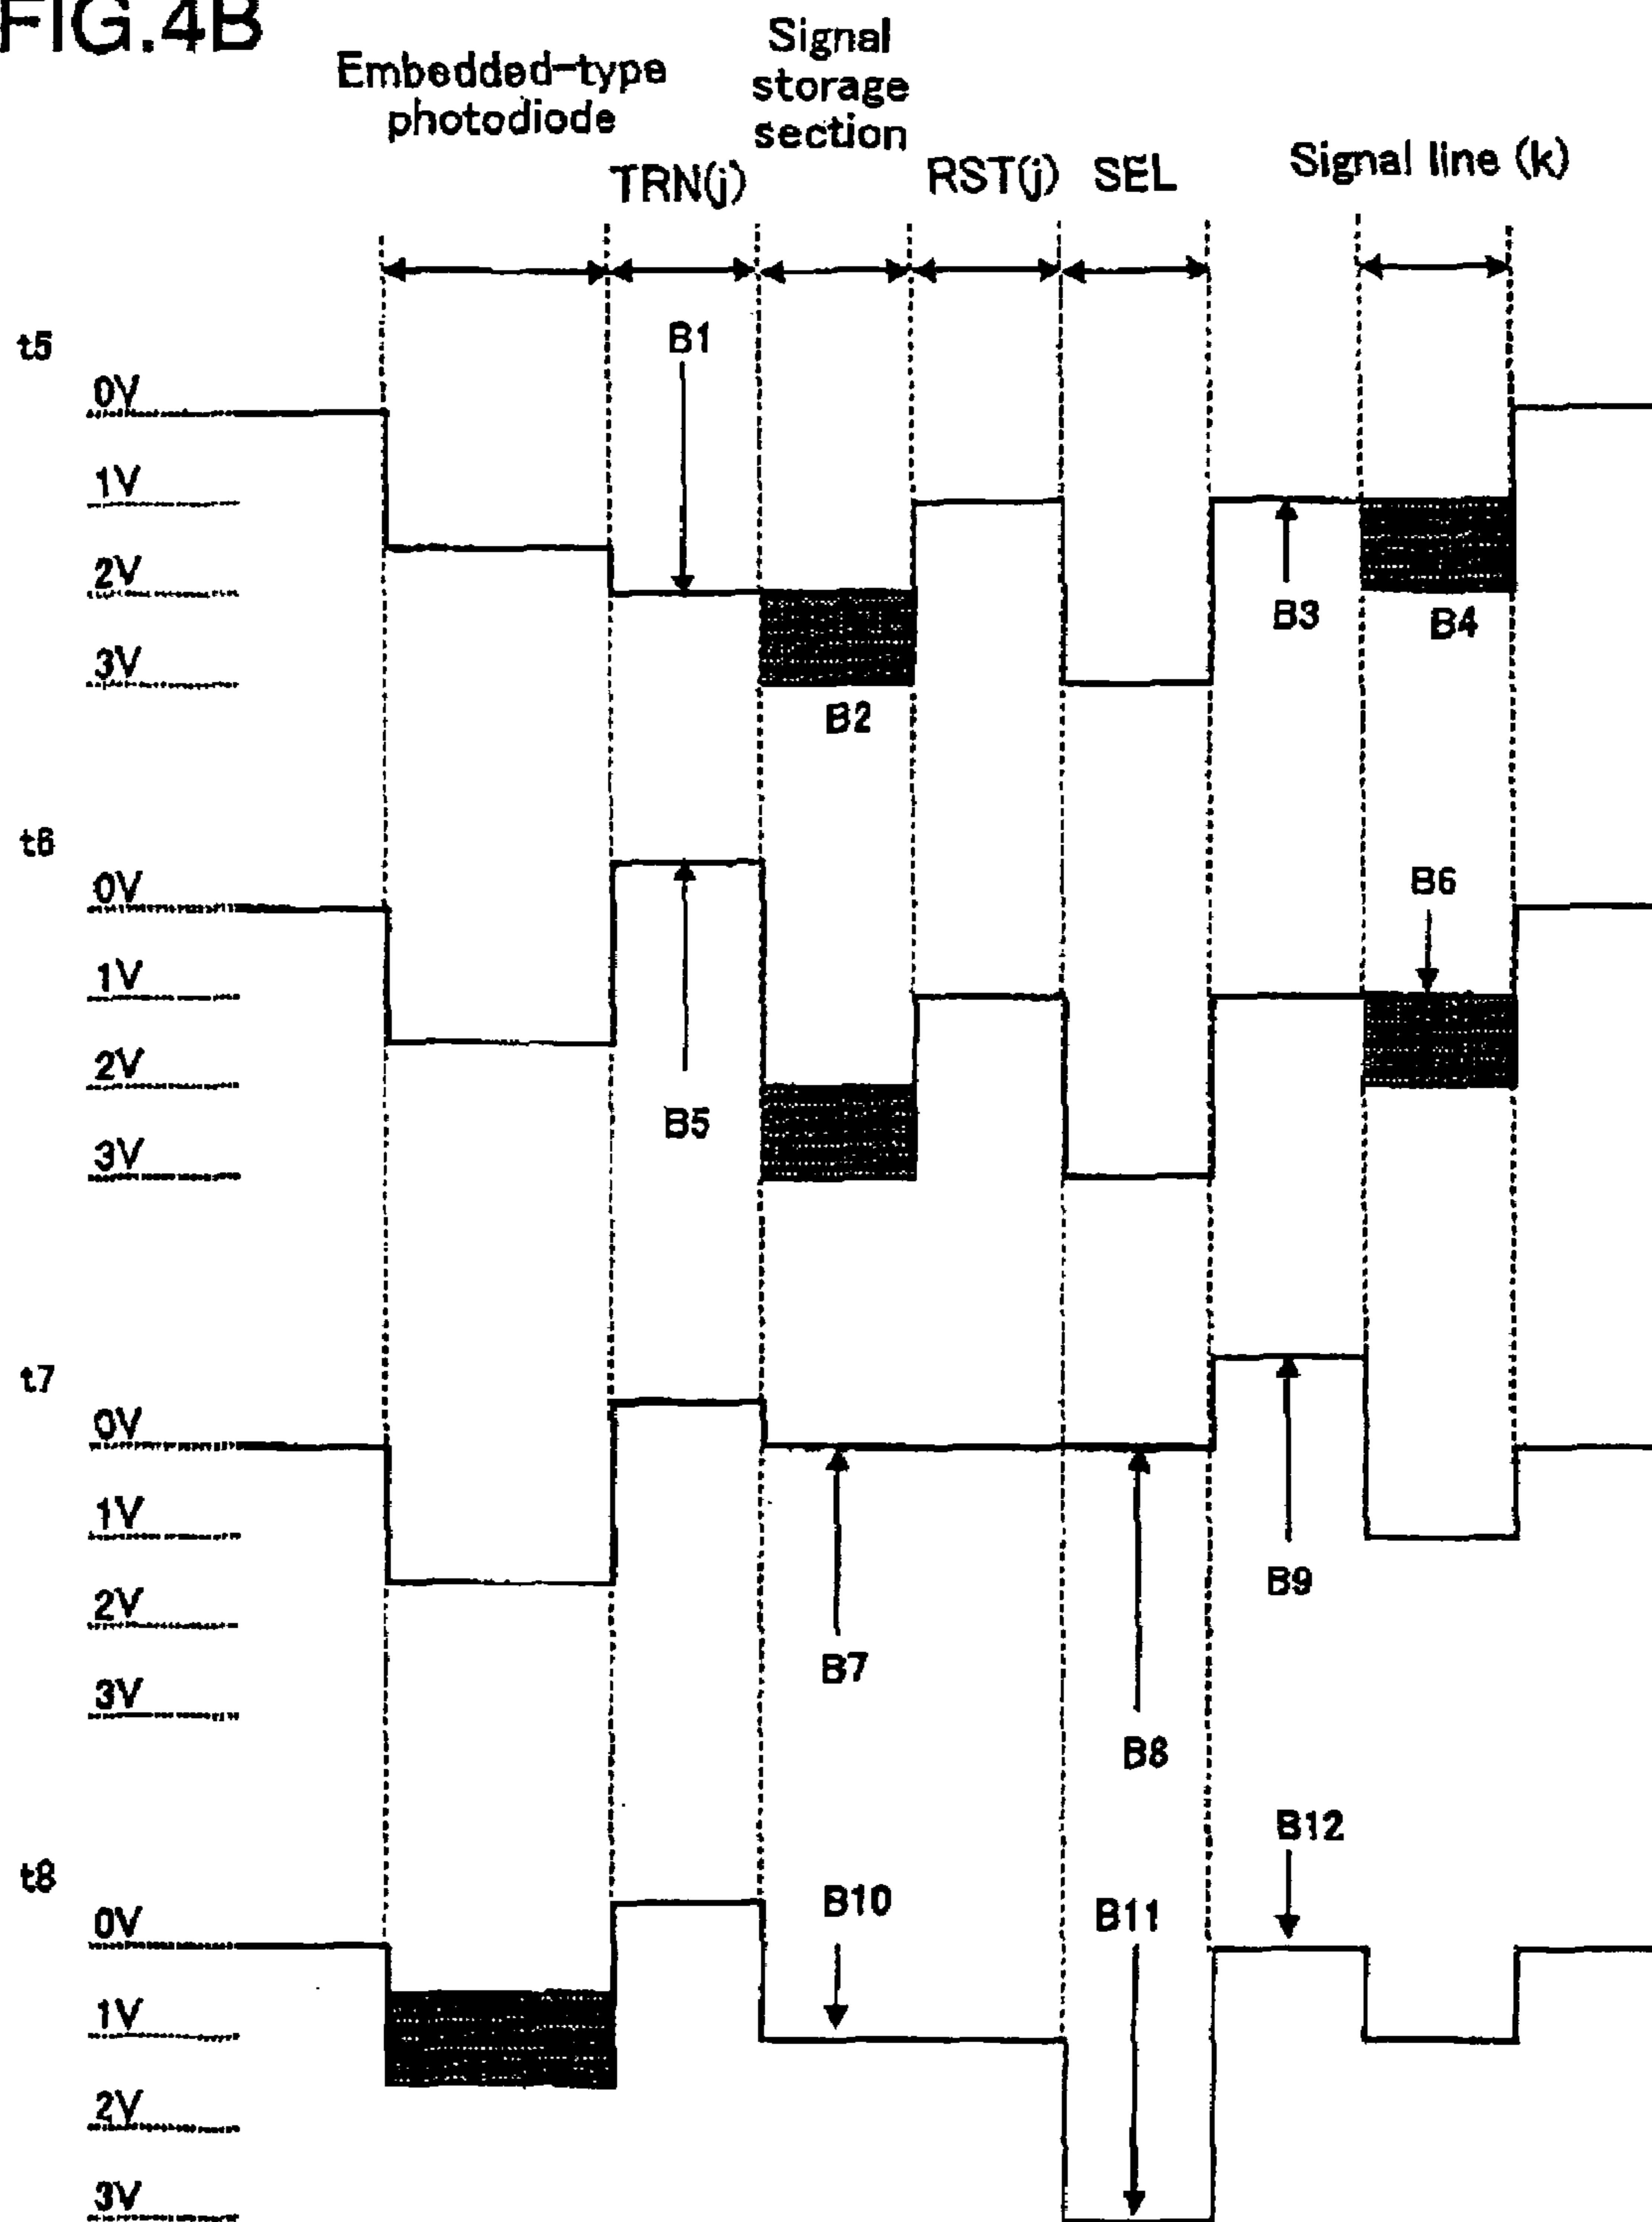 FIG.4B
Embedded-type
photodiode
Signal
storage
section
TRN(j)
RST(j)
SEL
Signal line (k)
t5
0V
1V
2V
3V
B1
B2
B3
B4
t6
0V
1V
2V
3V
B5
B6
t7
0V
1V
2V
3V
B7
B8
B9
t8
0V
1V
2V
3V
B10
B11
B12